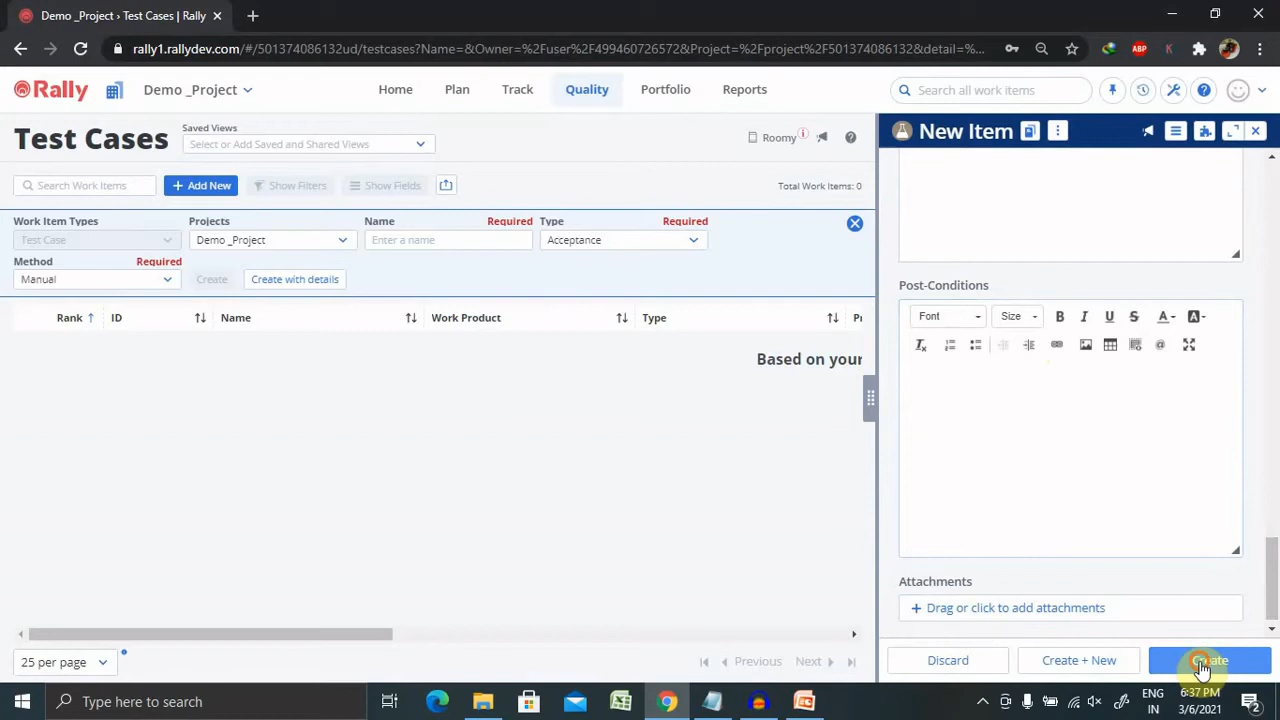 Demo _Project › Test Cases | Rally
rally1.rallydev.com/#/501374086132ud/testcases?Name=&Owner=%2Fuser%2F4994607265572&Project=%2Fproject%2F501374086132&detail=%...
ABP
K
Rally
Demo _Project
Home
Plan
Track
Quality
Portfolio
Reports
Search all work items
Test Cases
Saved Views
Select or Add Saved and Shared Views
Roomy
New Item
Search Work Items
+ Add New
Show Filters
Show Fields
Total Work Items: 0
Work Item Types
Projects
Name Required
Type Required
Test Case
Demo _Project
Enter a name
Acceptance
Method Required
Manual
Create
Create with details
Rank
ID
Name
Work Product
Type
Based on your
Post-Conditions
Font
Size
B I U S A A
@
Attachments
+ Drag or click to add attachments
25 per page
Previous
Next
Discard
Create + New
Create
Type here to search
ENG
IN
6:37 PM
3/6/2021
2